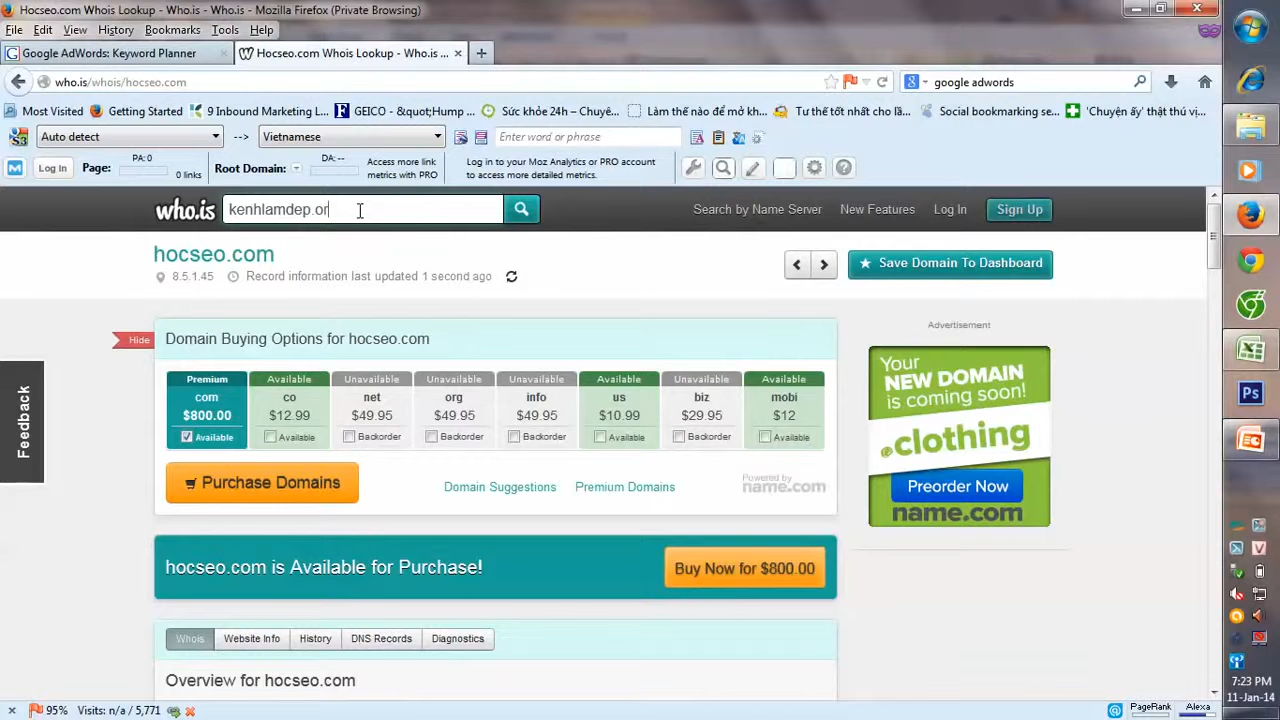 Hocseo.com Whois Lookup - Who.is - Who.is - Mozilla Firefox (Private Browsing)
File Edit View History Bookmarks Tools Help
Google AdWords: Keyword Planner × Hocseo.com Whois Lookup - Who.is ... ×
who.is/whois/hocseo.com google adwords
Most Visited Getting Started 9 Inbound Marketing L... GEICO - &quot;Hump ... Sức khỏe 24h – Chuyê... Làm thế nào để mở kh... Tư thế tốt nhất cho lã... Social bookmarking se... 'Chuyện ấy' thật thú vị...
Auto detect --> Vietnamese Enter word or phrase
Log In Page: PA: 0 0 links Root Domain: DA: -- Access more link metrics with PRO Log in to your Moz Analytics or PRO account to access more detailed metrics.
who.is kenhlamdep.or Search by Name Server New Features Log In Sign Up
hocseo.com
8.5.1.45 Record information last updated 1 second ago
Save Domain To Dashboard
Hide Domain Buying Options for hocseo.com
Advertisement
Premium Available Unavailable Unavailable Unavailable Available Unavailable Available
com co net org info us biz mobi
$800.00 $12.99 $49.95 $49.95 $49.95 $10.99 $29.95 $12
Available Available Backorder Backorder Backorder Available Backorder Available
Purchase Domains Domain Suggestions Premium Domains Powered by name.com
Your
NEW DOMAIN
is coming soon!
.clothing
Preorder Now
name.com
Feedback
hocseo.com is Available for Purchase! Buy Now for $800.00
Whois Website Info History DNS Records Diagnostics
Overview for hocseo.com
95% Visits: n/a / 5,771 PageRank Alexa
7:23 PM
11-Jan-14